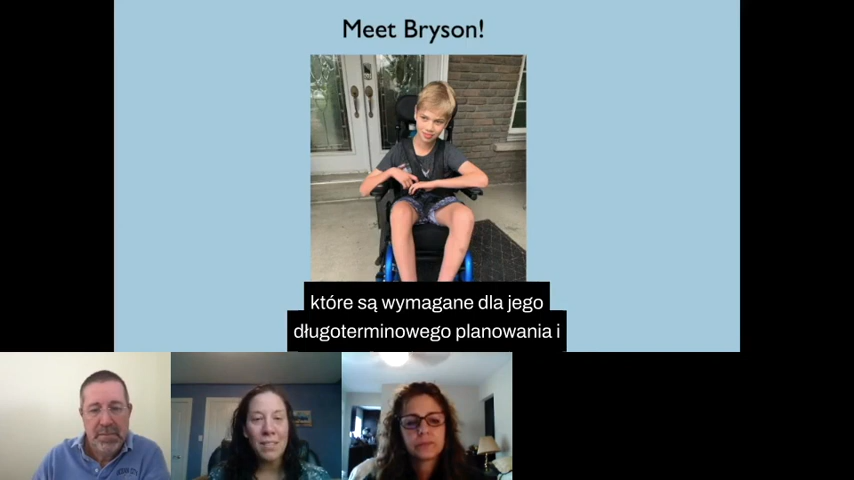 Meet Bryson!
które są wymagane dla jego
długoterminowego planowania i